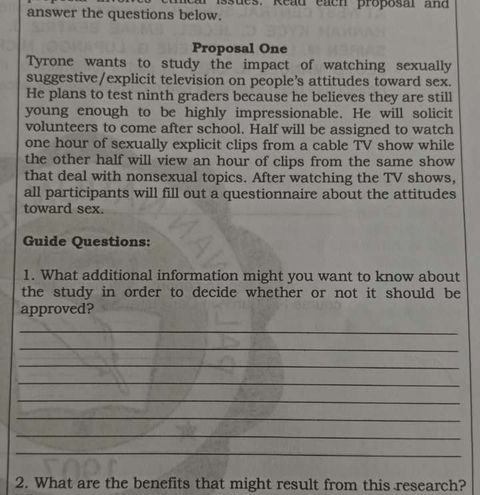 proposal involves ethical issues. Read each proposal and
answer the questions below.
Proposal One
Tyrone wants to study the impact of watching sexually
suggestive/explicit television on people's attitudes toward sex.
He plans to test ninth graders because he believes they are still
young enough to be highly impressionable. He will solicit
volunteers to come after school. Half will be assigned to watch
one hour of sexually explicit clips from a cable TV show while
the other half will view an hour of clips from the same show
that deal with nonsexual topics. After watching the TV shows,
all participants will fill out a questionnaire about the attitudes
toward sex.
Guide Questions:
1. What additional information might you want to know about
the study in order to decide whether or not it should be
approved?
1907
2. What are the benefits that might result from this research?